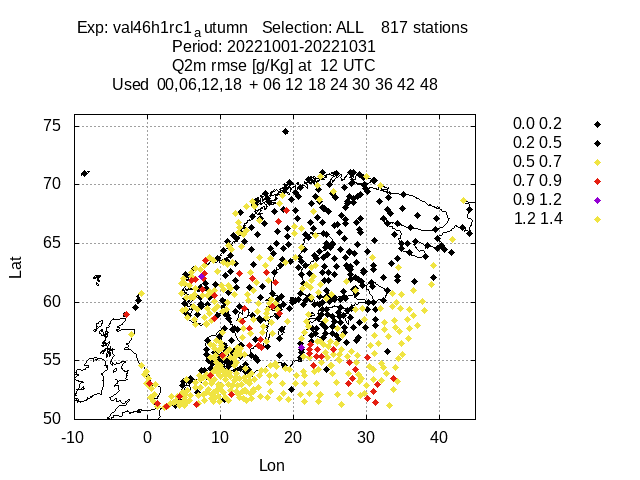 Exp: val46h1rc1autumn Selection: ALL 817 stations
Period: 20221001-20221031
Q2m rmse [g/Kg] at 12 UTC
Used 00,06,12,18 + 06 12 18 24 30 36 42 48
75
70
65
60
55
50
Lat
-10 0 10 20 30 40
Lon
0.0 0.2
0.2 0.5
0.5 0.7
0.7 0.9
0.9 1.2
1.2 1.4